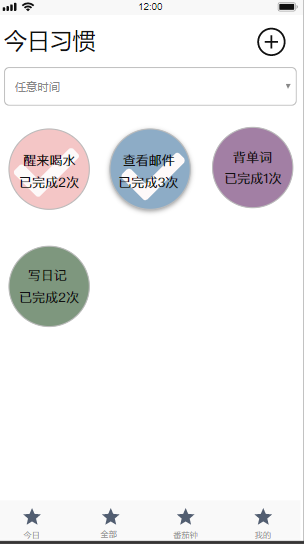 12:00
今日习惯
任意时间
醒来喝水
已完成2次
查看邮件
已完成3次
背单词
已完成1次
写日记
已完成2次
今日
全部
番茄钟
我的